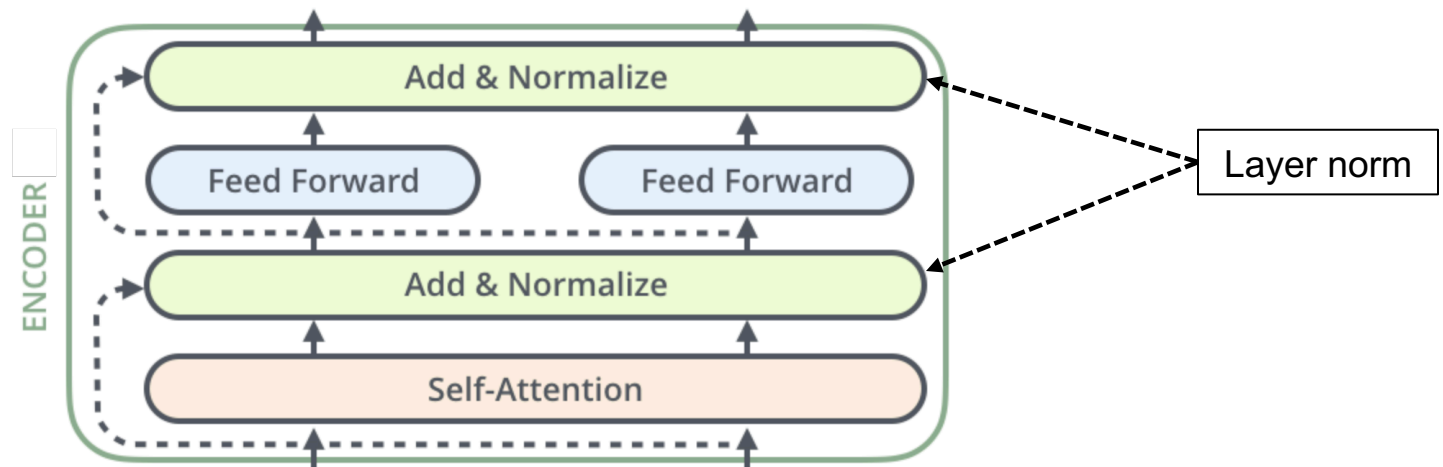 Add & Normalize
Feed Forward
Feed Forward
Layer norm
ENCODER
Add & Normalize
Self-Attention